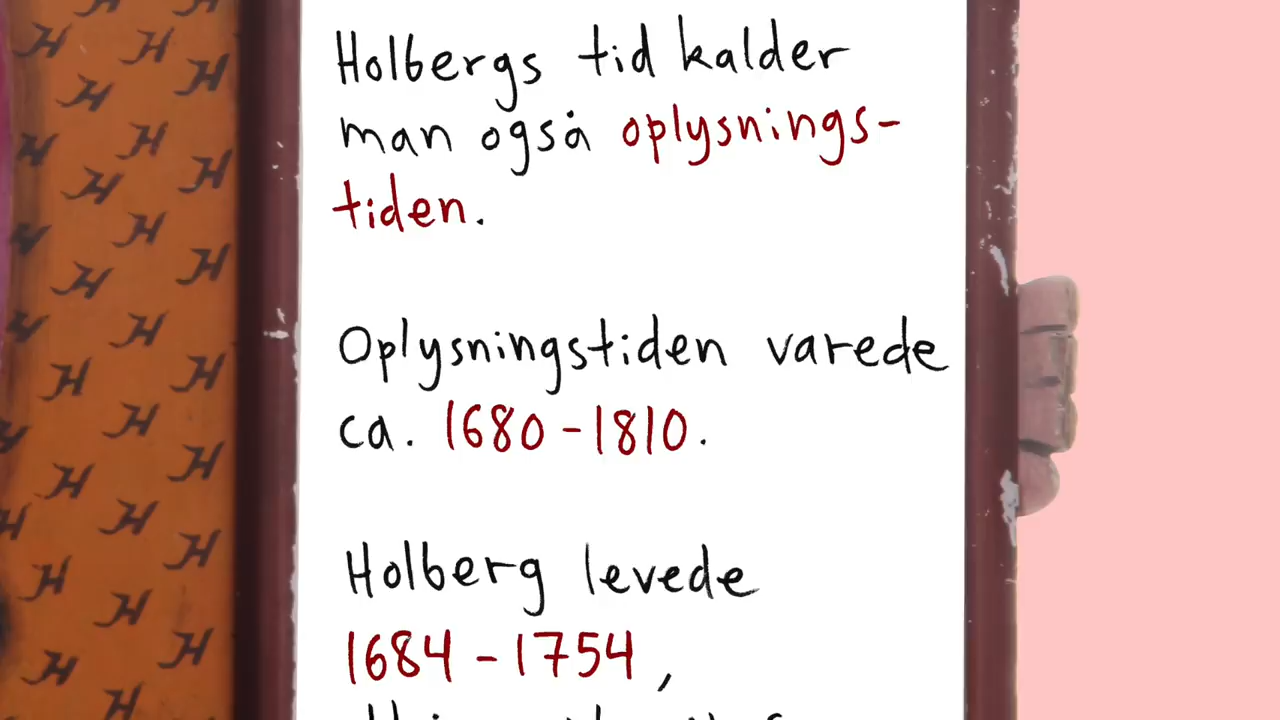 Holbergs tid kalder
man også oplysnings-
tiden.
Oplysningstiden varede
ca. 1680-1810.
Holberg levede
1684-1754,